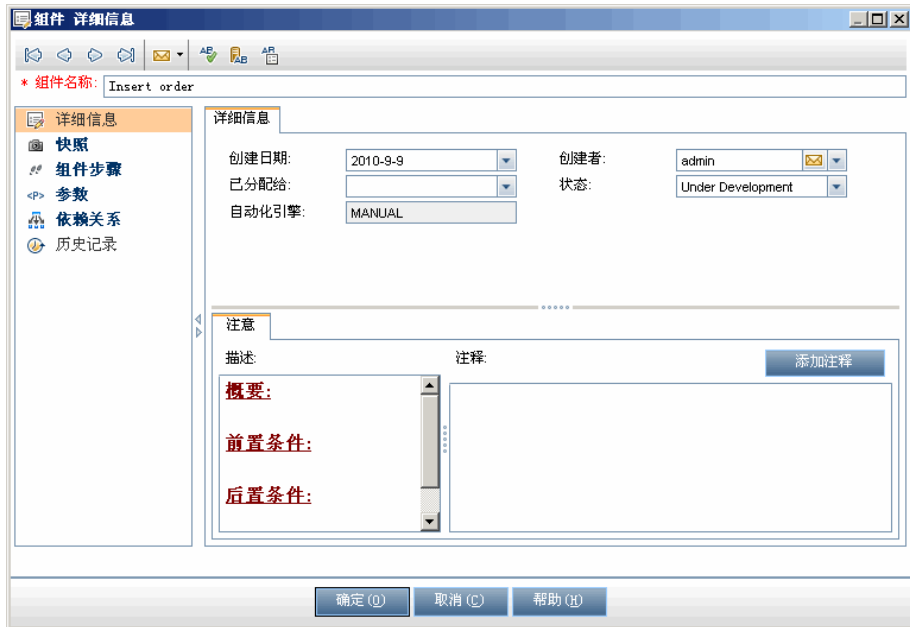 组件 详细信息
* 组件名称: Insert order
详细信息
快照
组件步骤
<P> 参数
依赖关系
历史记录
详细信息
创建日期: 2010-9-9 创建者: admin
已分配给: 状态: Under Development
自动化引擎: MANUAL
注意
描述: 注释: 添加注释
概要:
前置条件:
后置条件:
确定(O) 取消(C) 帮助(H)